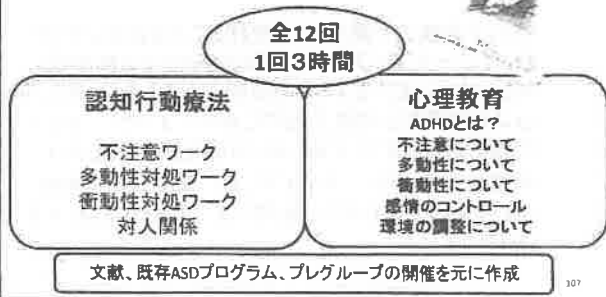 全12回
1回3時間
認知行動療法
不注意ワーク
多動性対処ワーク
衝動性対処ワーク
対人関係
心理教育
ADHDとは？
不注意について
多動性について
衝動性について
感情のコントロール
環境の調整について
文献、既存ASDプログラム、プレグループの開催を元に作成
107